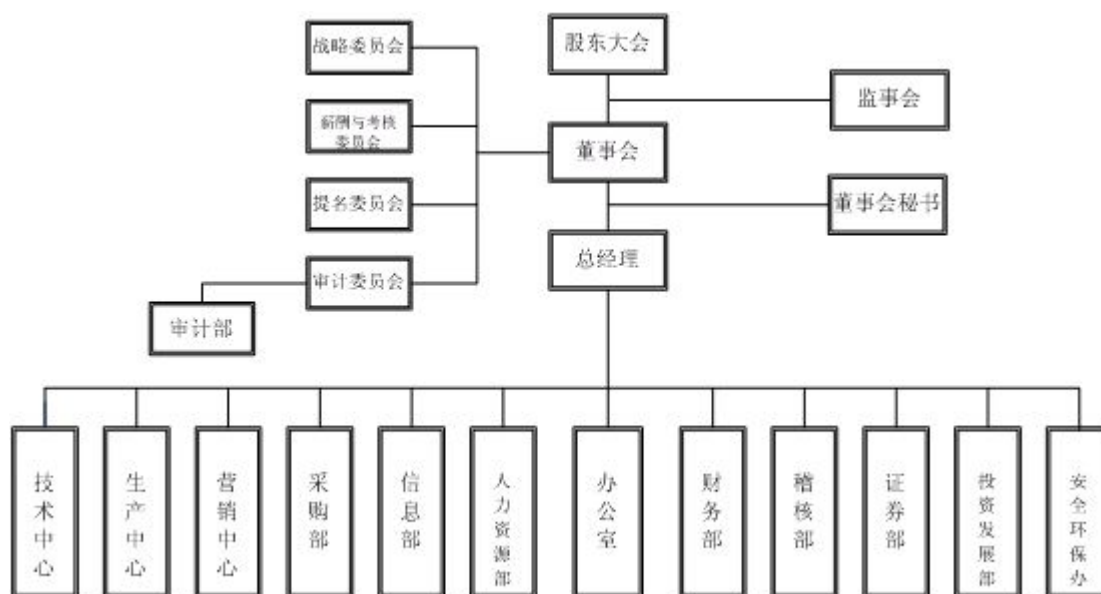 战略委员会
股东大会
监事会
薪酬与考核
委员会
董事会
提名委员会
董事会秘书
总经理
审计委员会
审计部
技术中心
生产中心
营销中心
采购部
信息部
人力资源部
办公室
财务部
稽核部
证券部
投资发展部
安全环保办